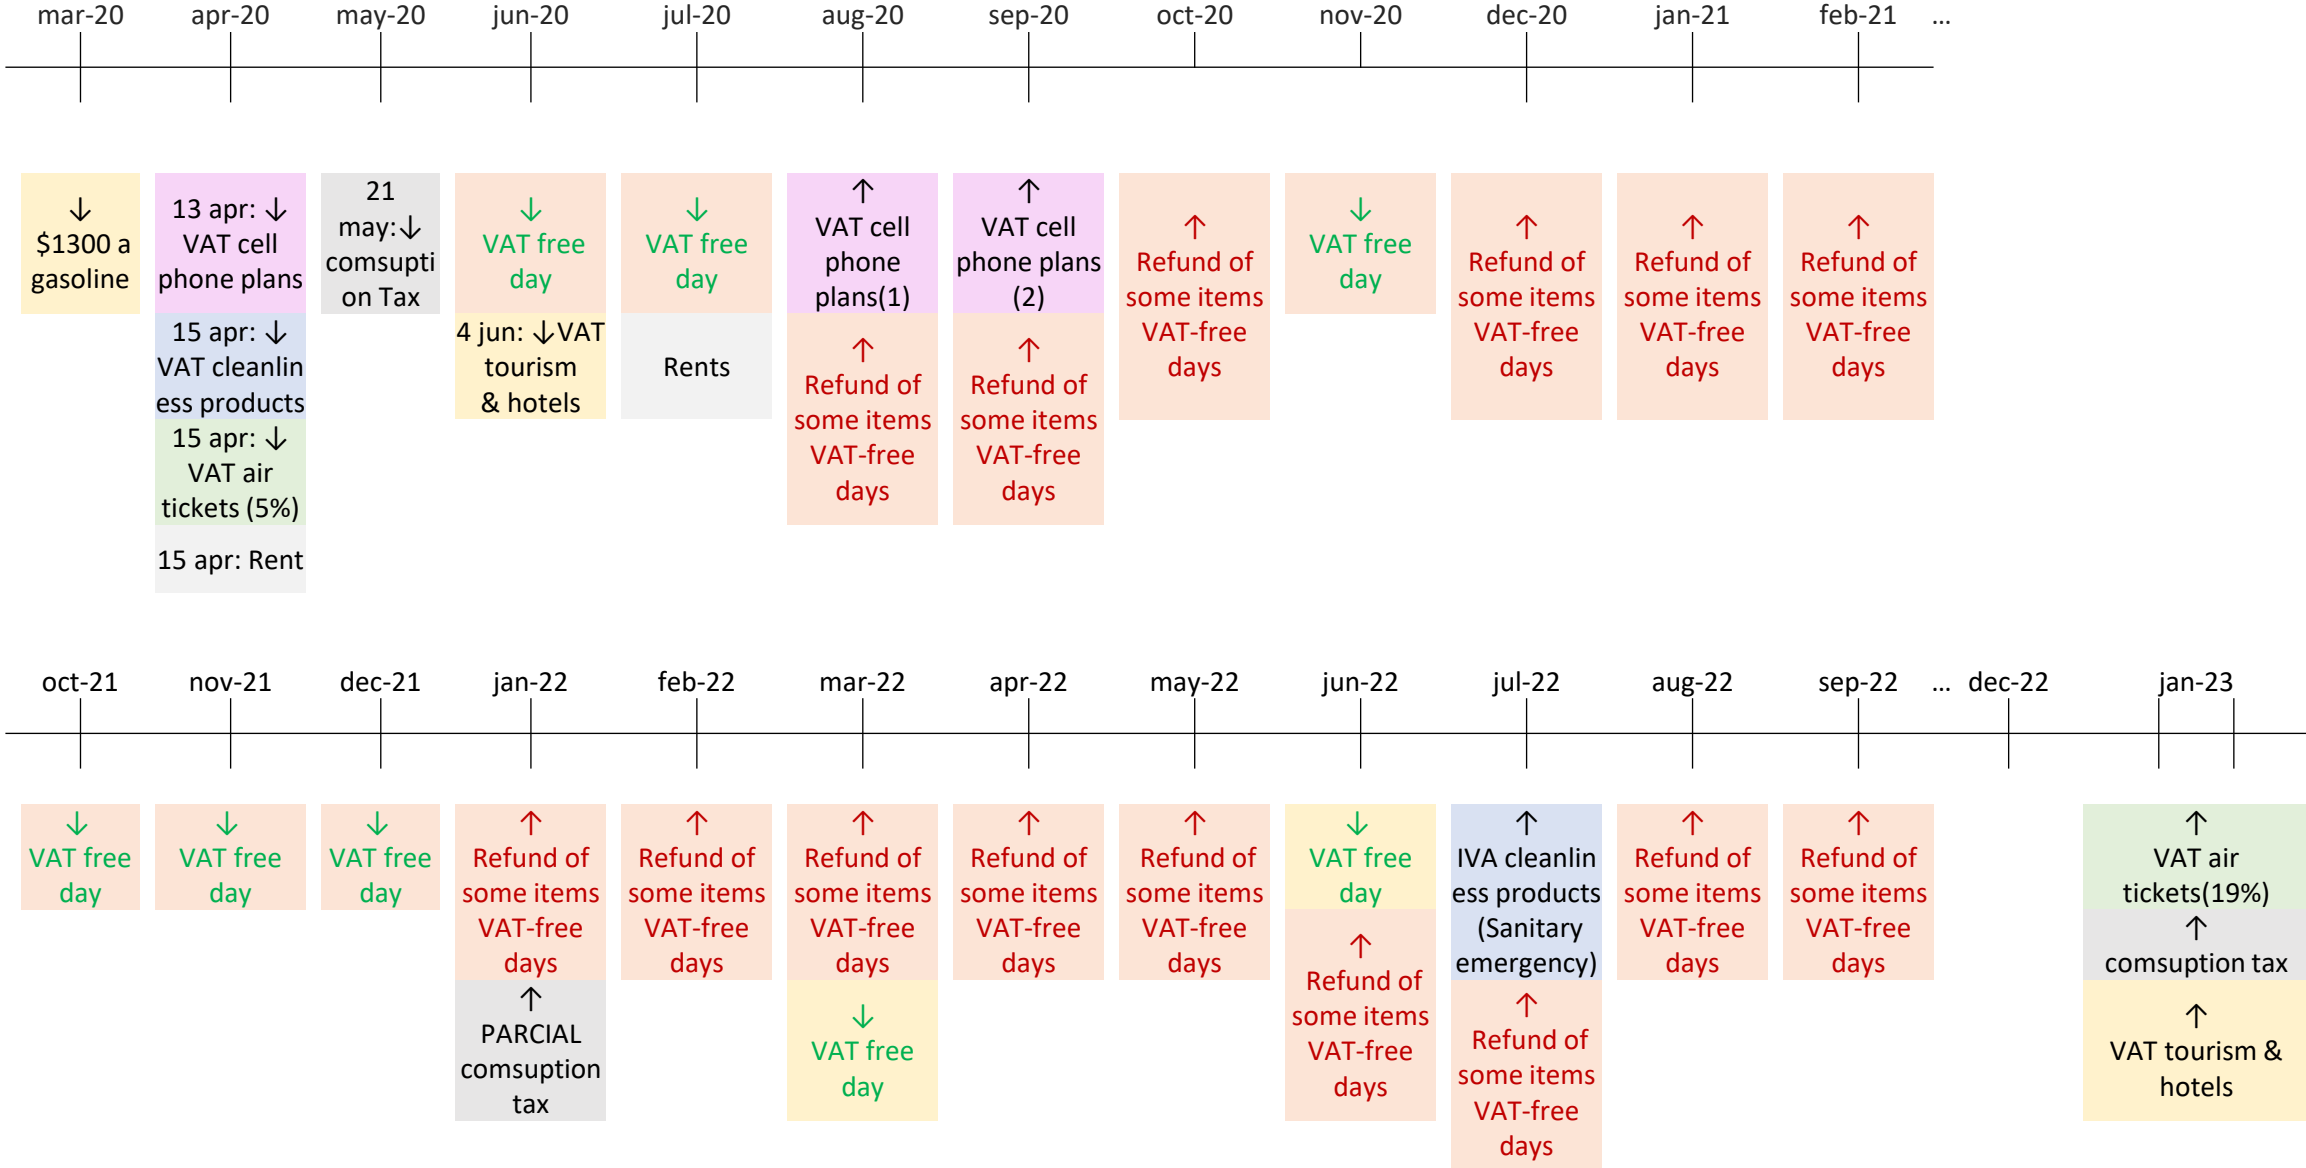 mar-20 apr-20 may-20 jun-20 jul-20 aug-20 sep-20 oct-20 nov-20 dec-20 jan-21 feb-21 ...
↓
$1300 a
gasoline
13 apr: ↓
VAT cell
phone plans
15 apr: ↓
VAT cleanlin
ess products
15 apr: ↓
VAT air
tickets (5%)
15 apr: Rent
21
may:↓
comsupti
on Tax
↓
VAT free
day
4 jun: ↓VAT
tourism
& hotels
↓
VAT free
day
Rents
↑
VAT cell
phone
plans(1)
↑
Refund of
some items
VAT-free
days
↑
VAT cell
phone plans
(2)
↑
Refund of
some items
VAT-free
days
↑
Refund of
some items
VAT-free
days
↓
VAT free
day
↑
Refund of
some items
VAT-free
days
↑
Refund of
some items
VAT-free
days
↑
Refund of
some items
VAT-free
days
oct-21 nov-21 dec-21 jan-22 feb-22 mar-22 apr-22 may-22 jun-22 jul-22 aug-22 sep-22 ... dec-22 jan-23
↓
VAT free
day
↓
VAT free
day
↓
VAT free
day
↑
Refund of
some items
VAT-free
days
↑
PARCIAL
comsuption
tax
↑
Refund of
some items
VAT-free
days
↑
Refund of
some items
VAT-free
days
↓
VAT free
day
↑
Refund of
some items
VAT-free
days
↑
Refund of
some items
VAT-free
days
↓
VAT free
day
↑
Refund of
some items
VAT-free
days
↑
IVA cleanlin
ess products
(Sanitary
emergency)
↑
Refund of
some items
VAT-free
days
↑
Refund of
some items
VAT-free
days
↑
Refund of
some items
VAT-free
days
↑
VAT air
tickets(19%)
↑
comsuption tax
↑
VAT tourism &
hotels